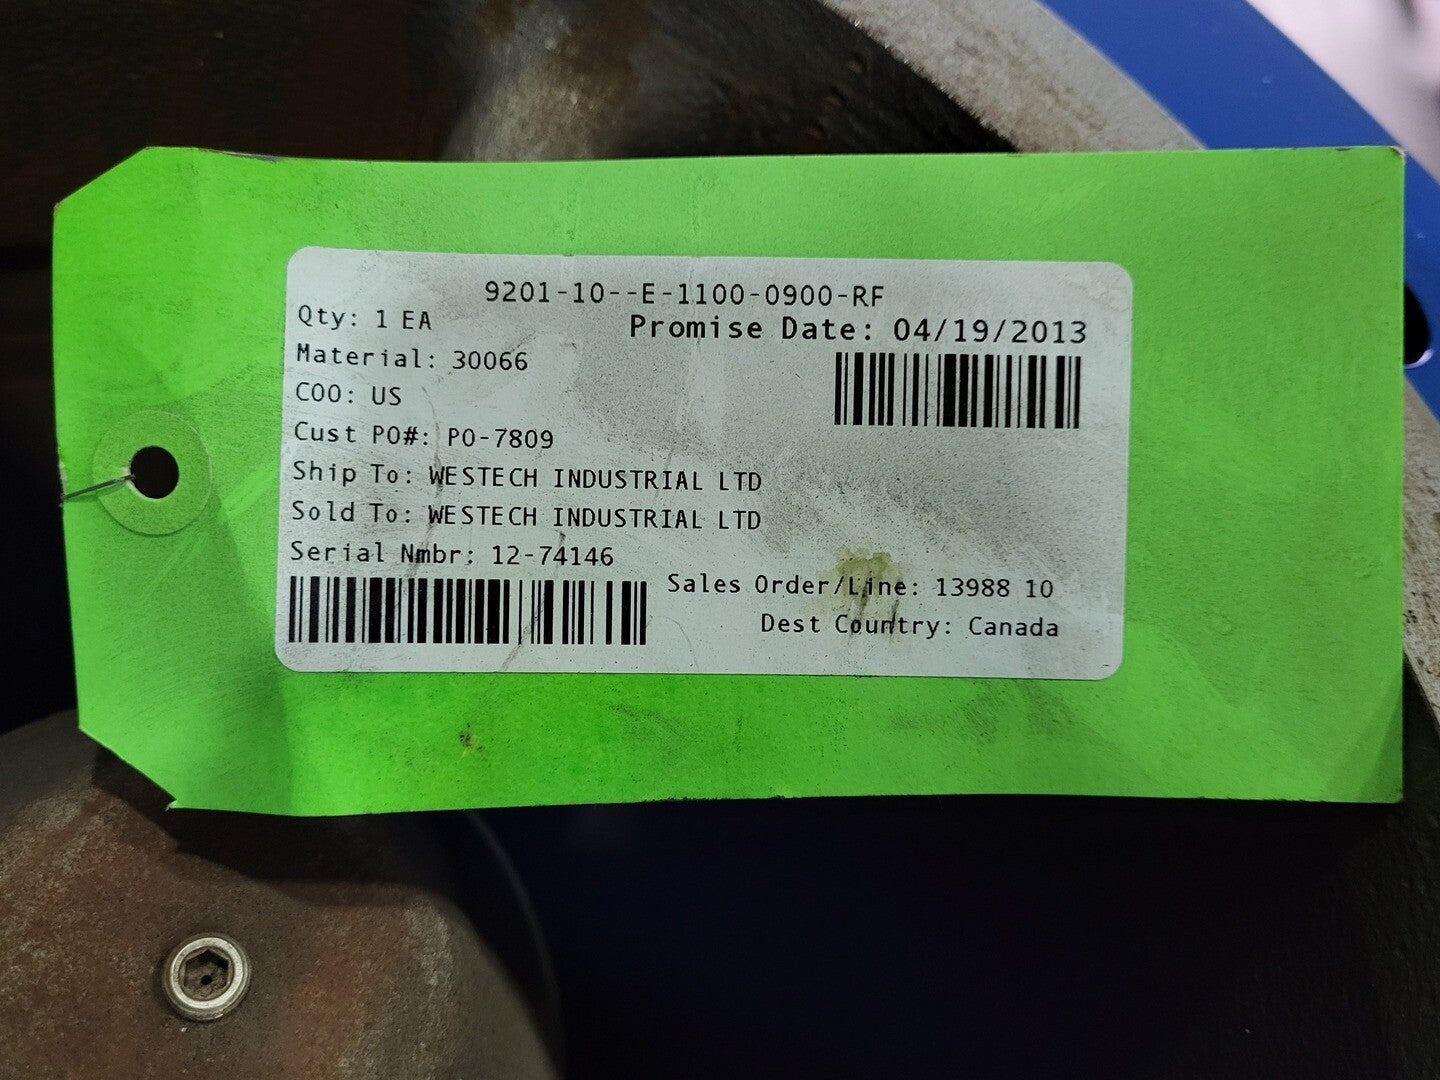 9201-10--E-1100-0900-RF
Qty: 1 EA
Promise Date: 04/19/2013
Material: 30066
COO: US
Cust PO#: PO-7809
Ship To: WESTECH INDUSTRIAL LTD
Sold To: WESTECH INDUSTRIAL LTD
Serial Nmbr: 12-74146
Sales Order/Line: 13988 10
Dest Country: Canada